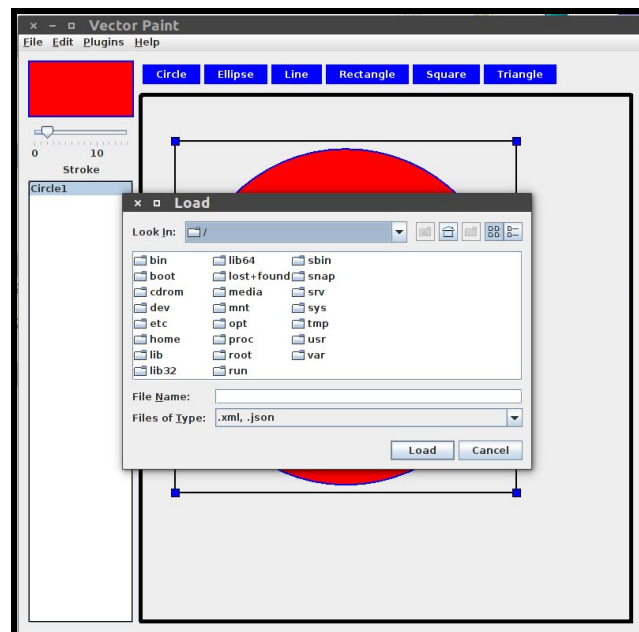 Vector Paint
File Edit Plugins Help
Circle Ellipse Line Rectangle Square Triangle
0 10
Stroke
Circle1
Load
Look In: /
bin lib64 sbin
boot lost+found snap
cdrom media srv
dev mnt sys
etc opt tmp
home proc usr
lib root var
lib32 run
File Name:
Files of Type: .xml, .json
Load Cancel